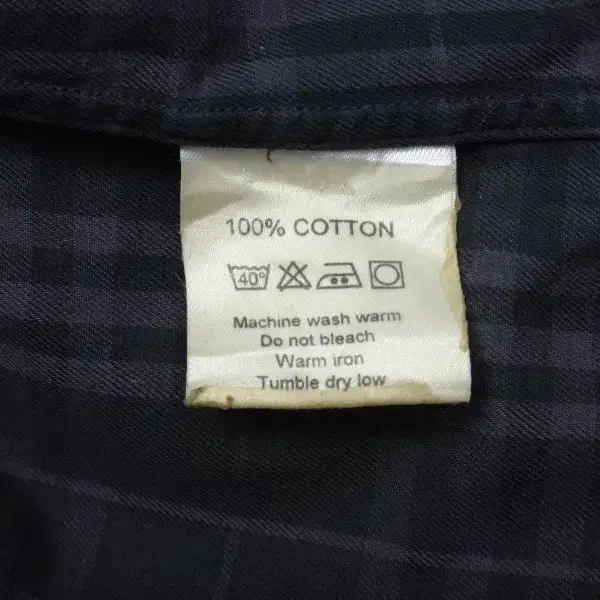 100% COTTON
40°
Machine wash warm
Do not bleach
Warm iron
Tumble dry low